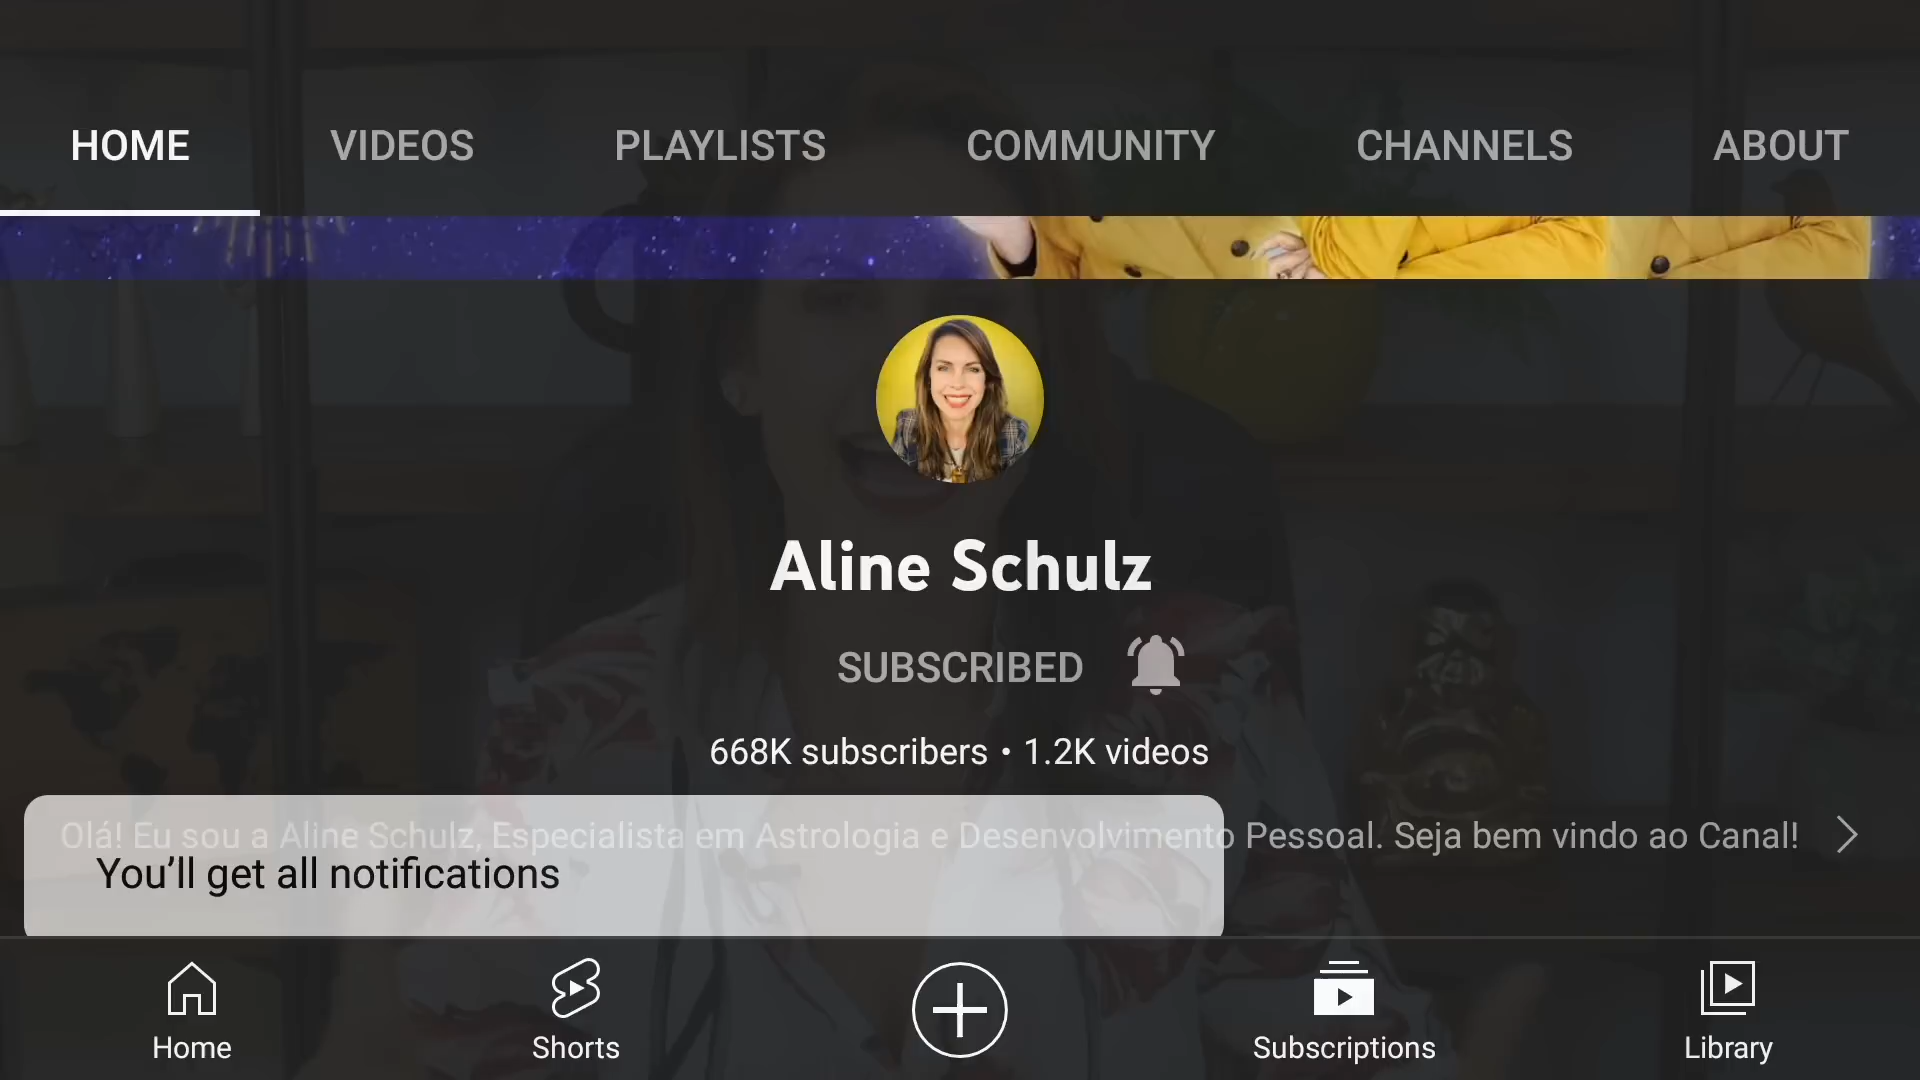 HOME VIDEOS PLAYLISTS COMMUNITY CHANNELS ABOUT
Aline Schulz
SUBSCRIBED
668K subscribers • 1.2K videos
Olá! Eu sou a Aline Schulz, Especialista em Astrologia e Desenvolvimento Pessoal. Seja bem vindo ao Canal!
You’ll get all notifications
Home Shorts Subscriptions Library